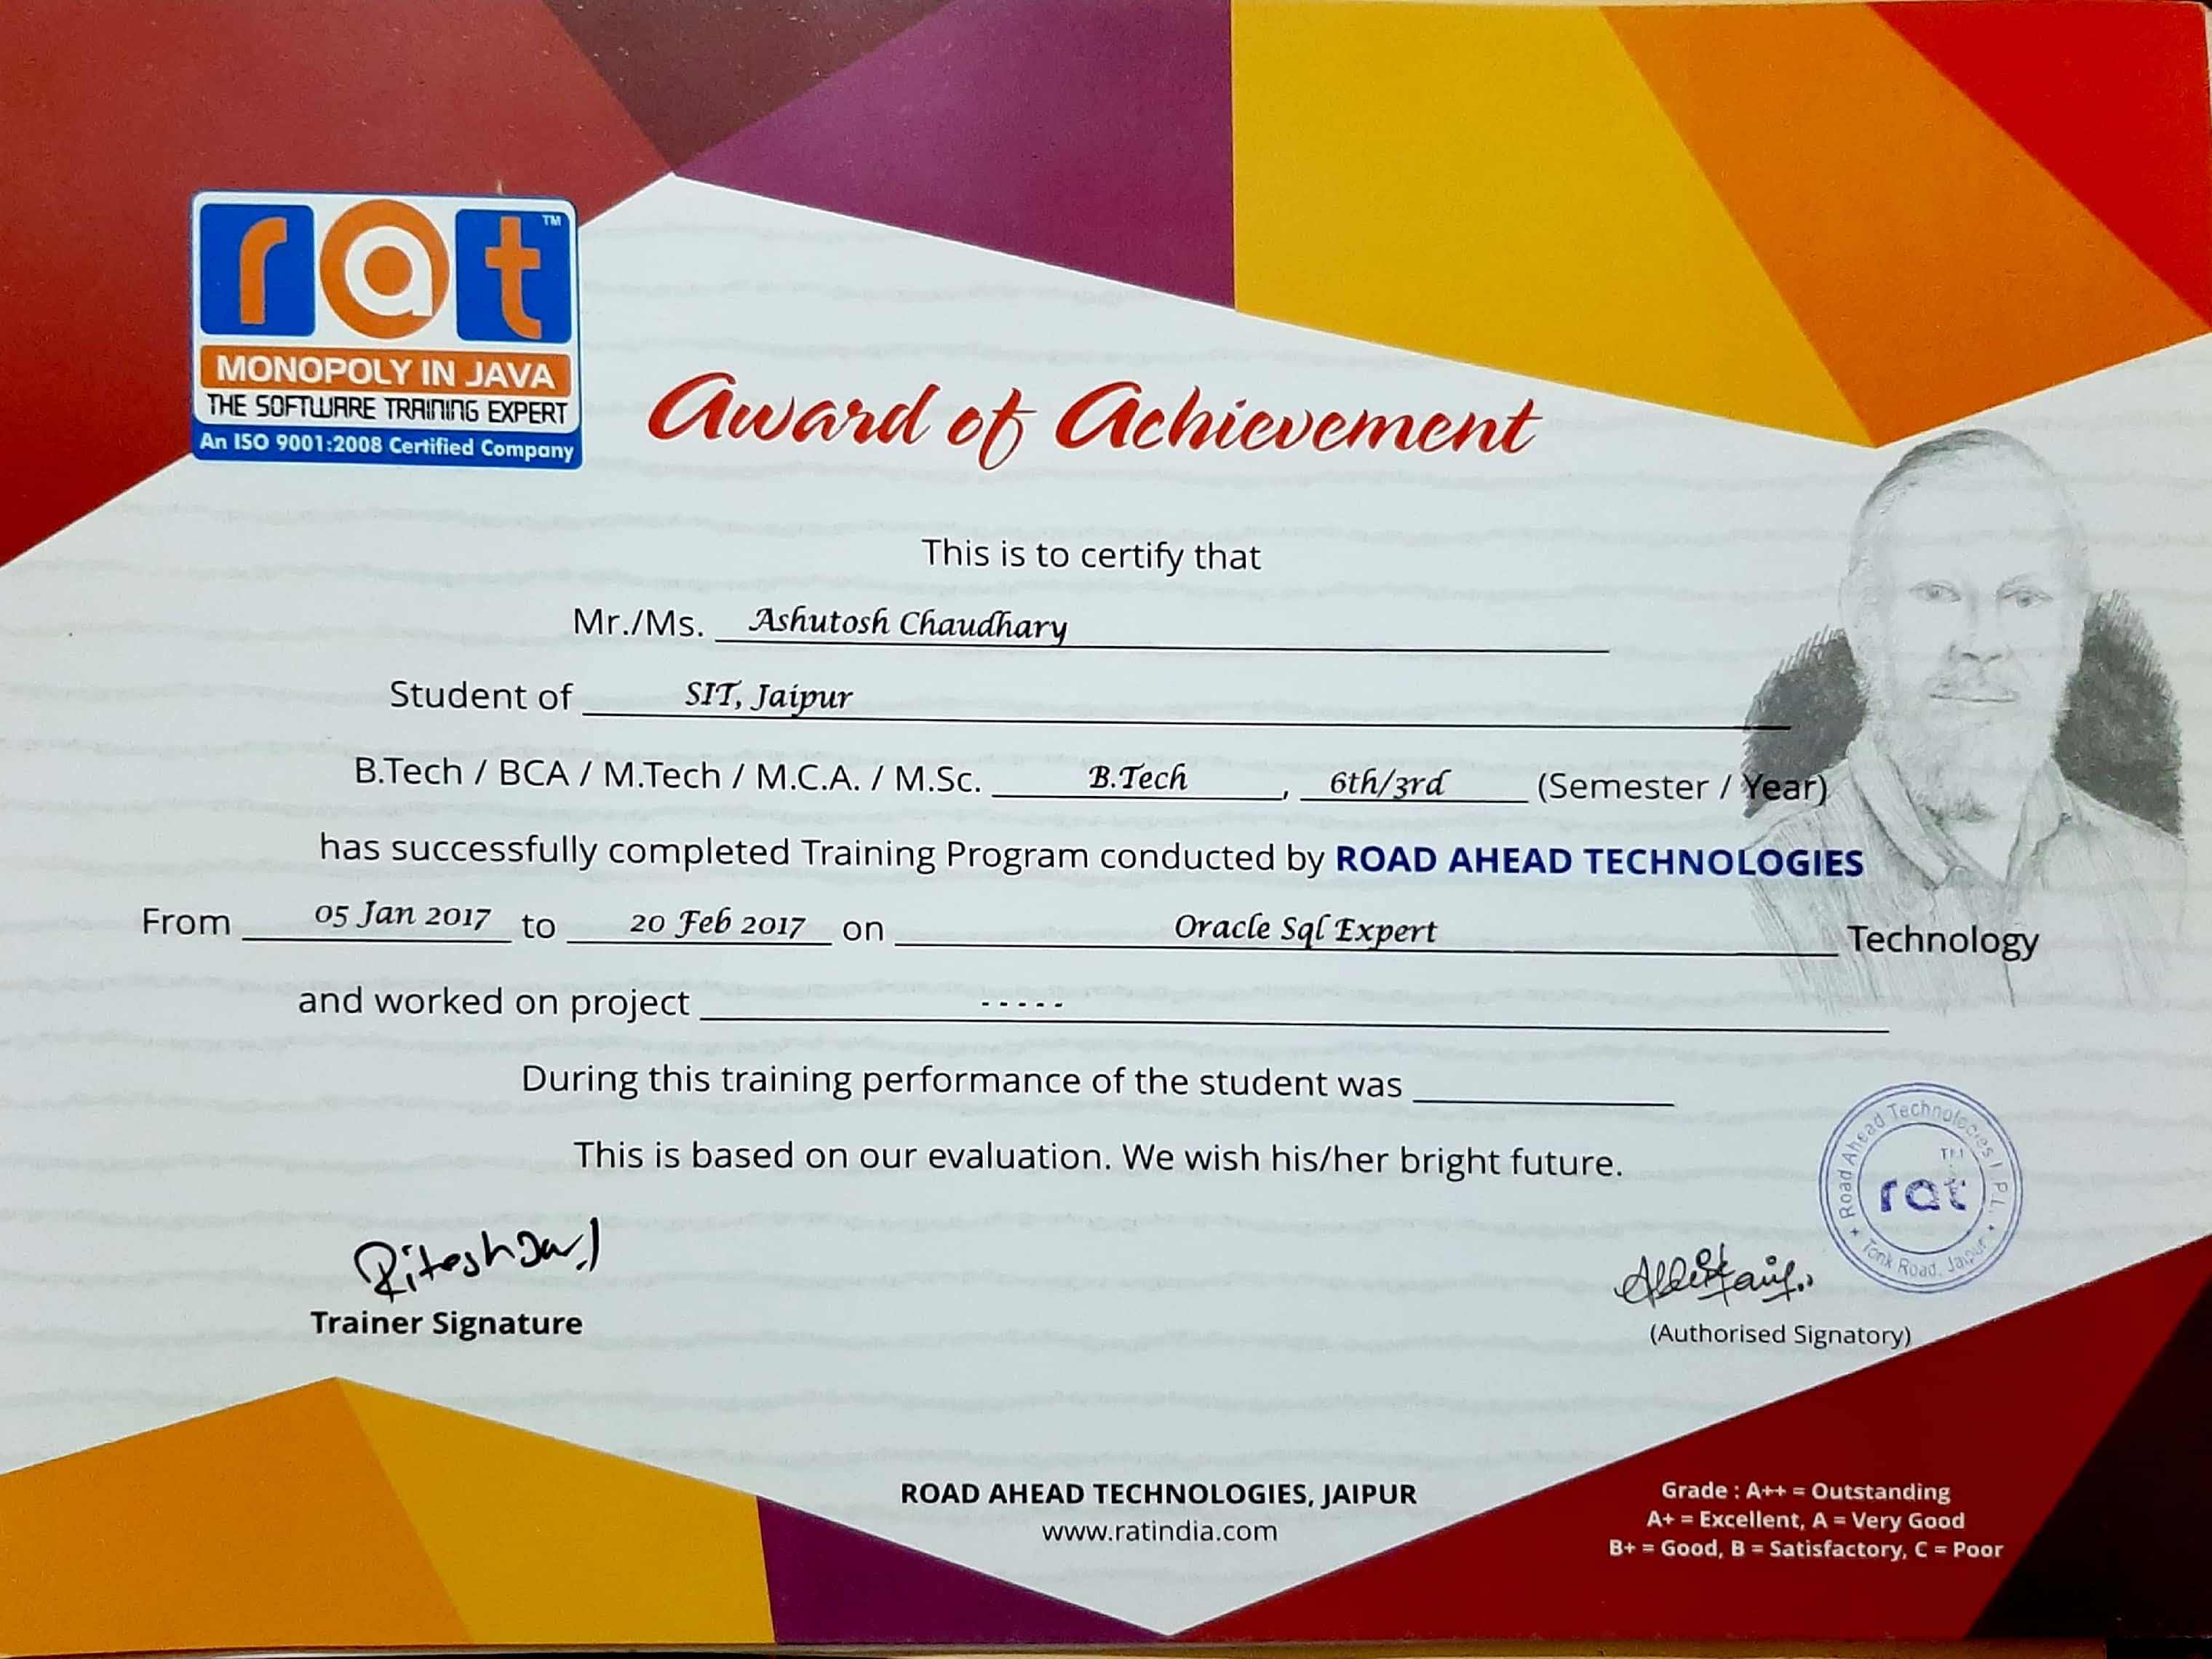 rat TM
MONOPOLY IN JAVA
THE SOFTWARE TRAINING EXPERT
An ISO 9001:2008 Certified Company
Award of Achievement
This is to certify that
Mr./Ms. Ashutosh Chaudhary
Student of SIT, Jaipur
B.Tech / BCA / M.Tech / M.C.A. / M.Sc. B.Tech , 6th/3rd (Semester / Year)
has successfully completed Training Program conducted by ROAD AHEAD TECHNOLOGIES
From 05 Jan 2017 to 20 Feb 2017 on Oracle Sql Expert Technology
and worked on project - - - - -
During this training performance of the student was
This is based on our evaluation. We wish his/her bright future.
Road Ahead Technologies I.P.L.
TM
rat
Tonk Road, Jaipur
Ritesh
Trainer Signature
(Authorised Signatory)
ROAD AHEAD TECHNOLOGIES, JAIPUR
www.ratindia.com
Grade : A++ = Outstanding
A+ = Excellent, A = Very Good
B+ = Good, B = Satisfactory, C = Poor